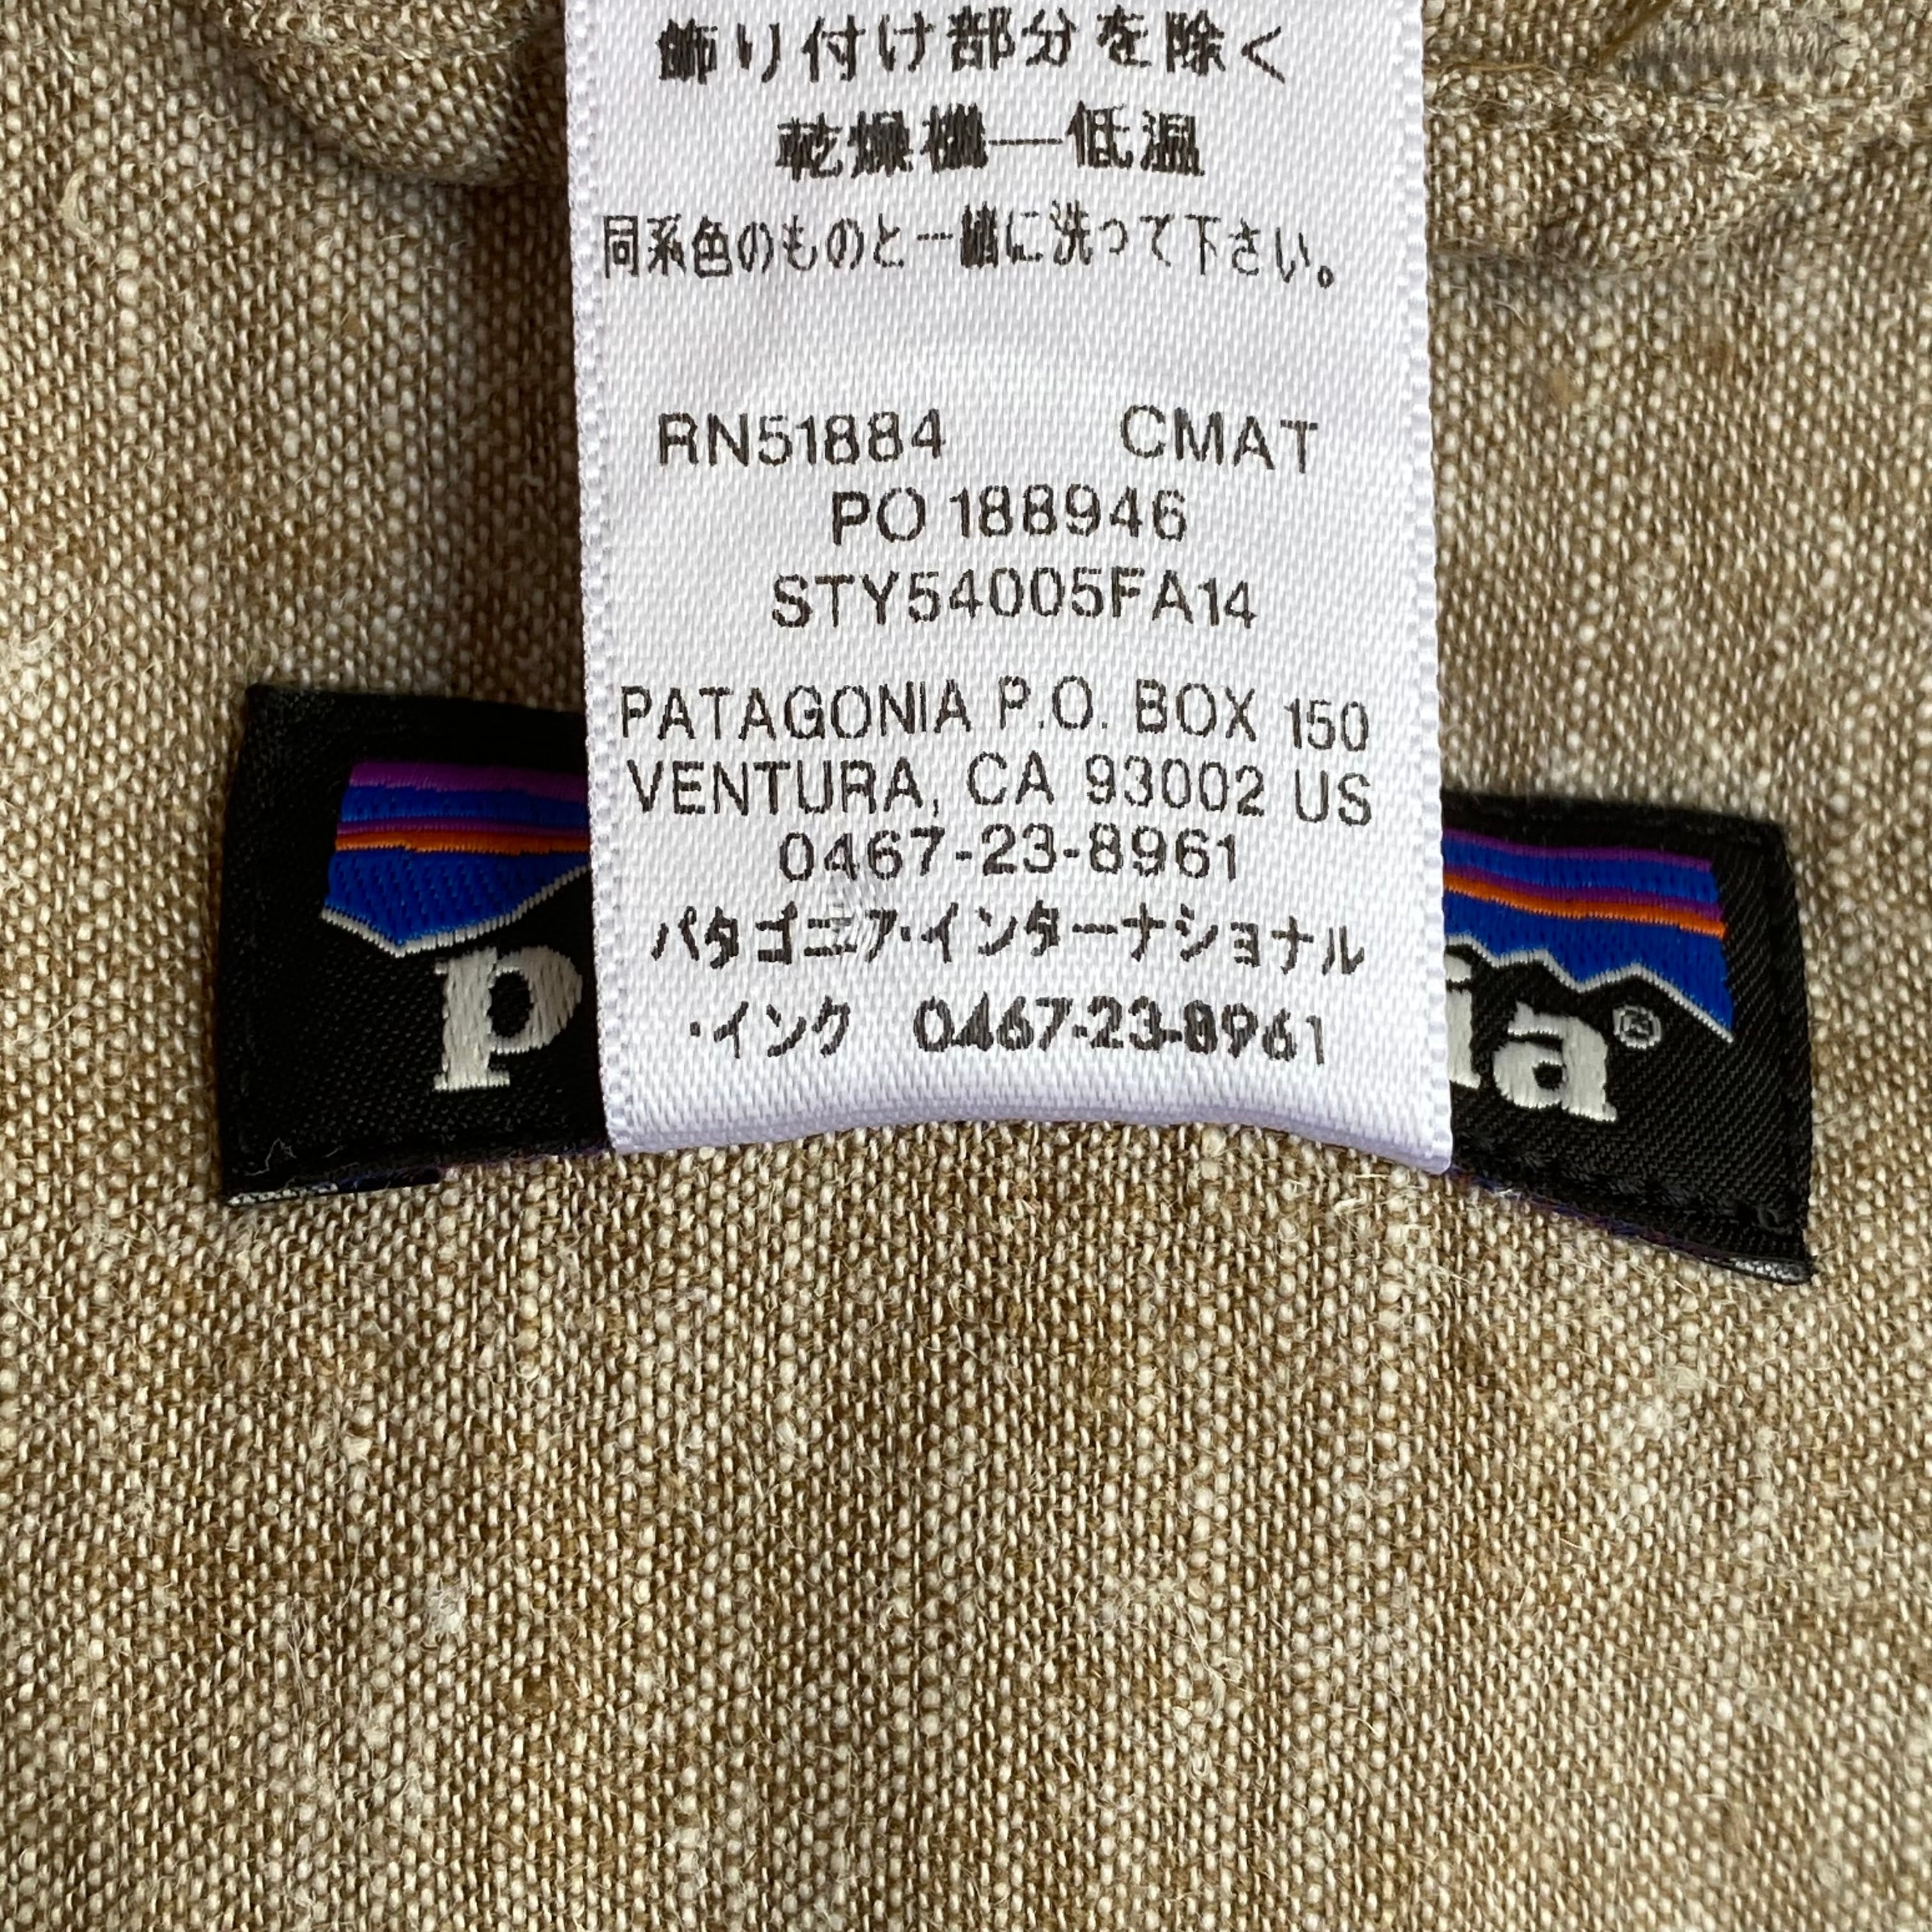 飾り付け部分を除く
乾燥機—低温
同系色のものと一緒に洗って下さい。
RN51884 CMAT
PO 188946
STY54005FA14
PATAGONIA P.O. BOX 150
VENTURA, CA 93002 US
0467-23-8961
パタゴニア・インターナショナル
・インク 0467-23-8961
p ia®